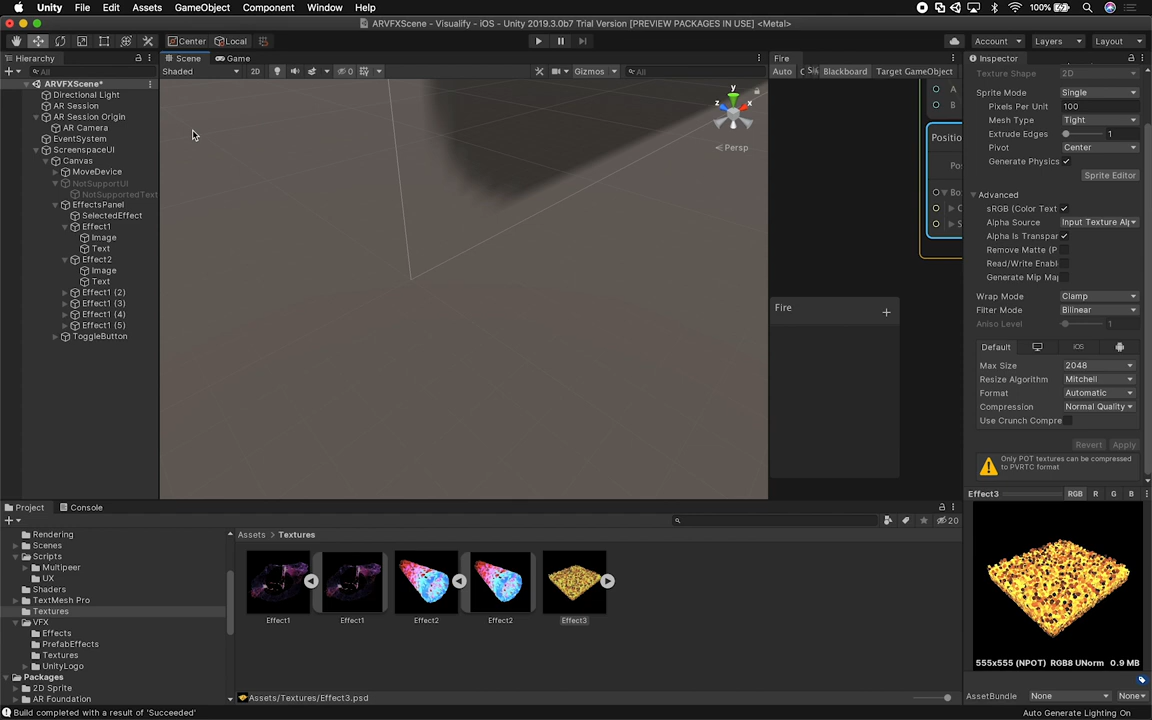 Unity File Edit Assets GameObject Component Window Help 100%
ARVFXScene - Visualify - iOS - Unity 2019.3.0b7 Trial Version [PREVIEW PACKAGES IN USE] <Metal>
Center Local Account Layers Layout
Hierarchy
All
ARVFXScene*
Directional Light
AR Session
AR Session Origin
AR Camera
EventSystem
ScreenspaceUI
Canvas
MoveDevice
NotSupportUI
NotSupportedText
EffectsPanel
SelectedEffect
Effect1
Image
Text
Effect2
Image
Text
Effect1 (2)
Effect1 (3)
Effect1 (4)
Effect1 (5)
ToggleButton
Scene Game
Shaded 2D 0 Gizmos All
y
z x
Persp
Fire
Auto Blackboard Target GameObject
A
B
Positio
Fire
+
Inspector
Texture Shape 2D
Sprite Mode Single
Pixels Per Unit 100
Mesh Type Tight
Extrude Edges 1
Pivot Center
Generate Physics
Sprite Editor
Advanced
sRGB (Color Text
Alpha Source Input Texture Alp
Alpha Is Transpar
Remove Matte (P
Read/Write Enabl
Generate Mip Map
Wrap Mode Clamp
Filter Mode Bilinear
Aniso Level 1
Default iOS
Max Size 2048
Resize Algorithm Mitchell
Format Automatic
Compression Normal Quality
Use Crunch Compre
Revert Apply
Only POT textures can be compressed
to PVRTC format
Effect3 RGB R G B
555x555 (NPOT) RGB8 UNorm 0.9 MB
AssetBundle None None
Project Console
20
Rendering
Scenes
Scripts
Multipeer
UX
Shaders
TextMesh Pro
Textures
VFX
Effects
PrefabEffects
Textures
UnityLogo
Packages
2D Sprite
AR Foundation
Assets > Textures
Effect1 Effect1 Effect2 Effect2 Effect3
Assets/Textures/Effect3.psd
Build completed with a result of 'Succeeded'
Auto Generate Lighting On